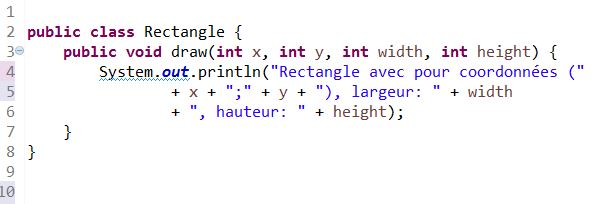 1
2 public class Rectangle {
3 public void draw(int x, int y, int width, int height) {
4 System.out.println("Rectangle avec pour coordonnées ("
5 + x + ";" + y + "), largeur: " + width
6 + ", hauteur: " + height);
7 }
8 }
9
10